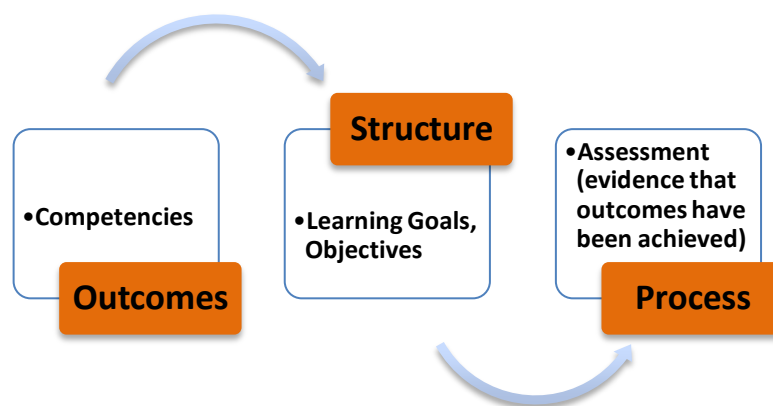 •Competencies
Outcomes
Structure
•Learning Goals,
Objectives
•Assessment
(evidence that
outcomes have
been achieved)
Process